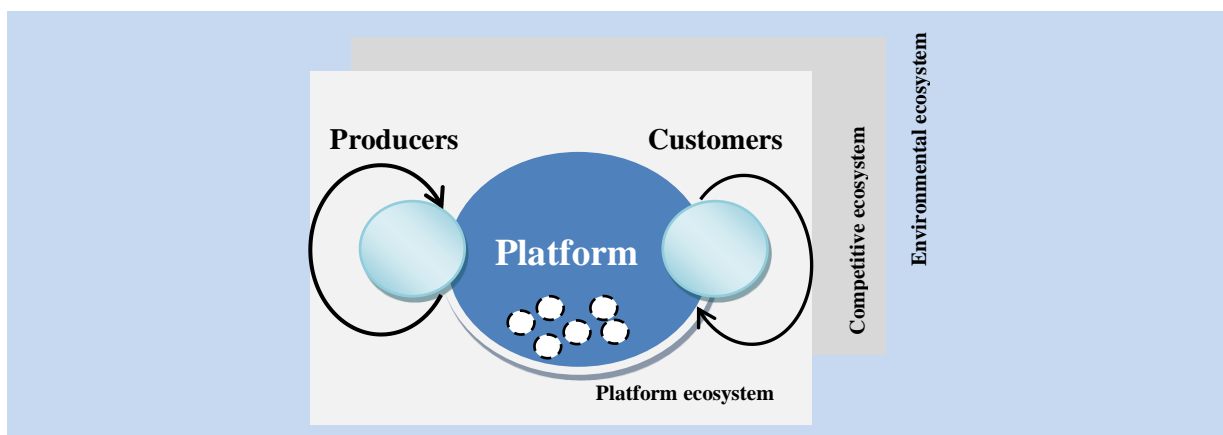 Producers
Customers
Platform
Platform ecosystem
Competitive ecosystem
Environmental ecosystem